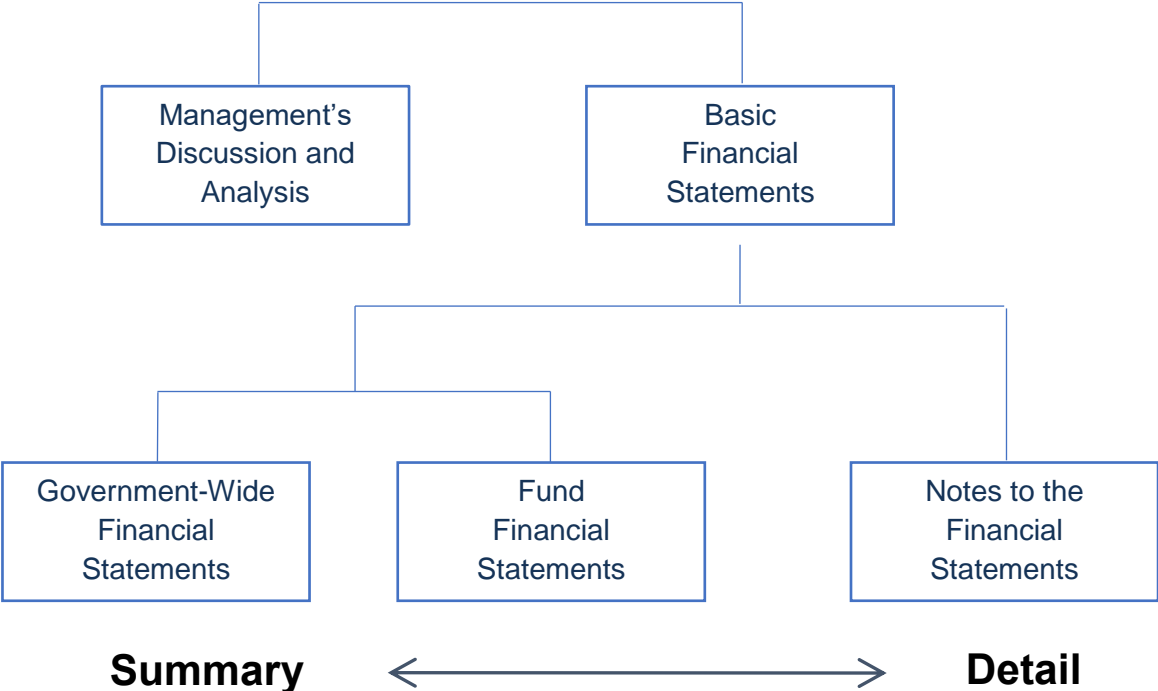 Management’s
Discussion and
Analysis
Basic
Financial
Statements
Government-Wide
Financial
Statements
Fund
Financial
Statements
Notes to the
Financial
Statements
Summary
Detail